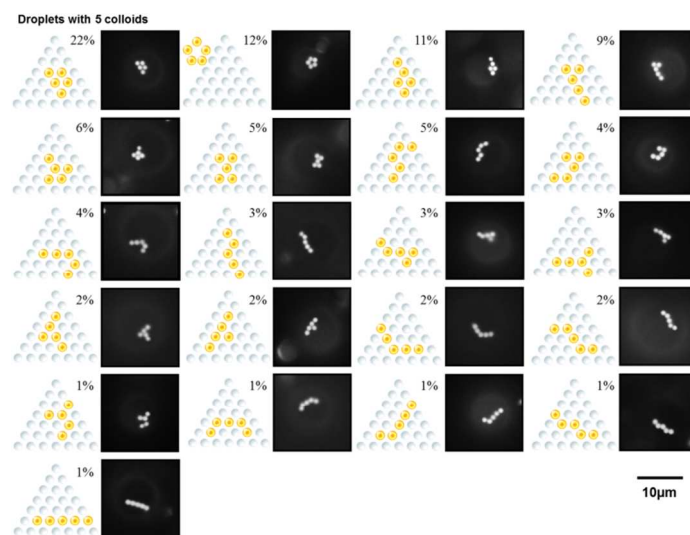 Droplets with 5 colloids
22% 12% 11% 9%
6% 5% 5% 4%
4% 3% 3% 3%
2% 2% 2% 2%
1% 1% 1% 1%
1%
10µm